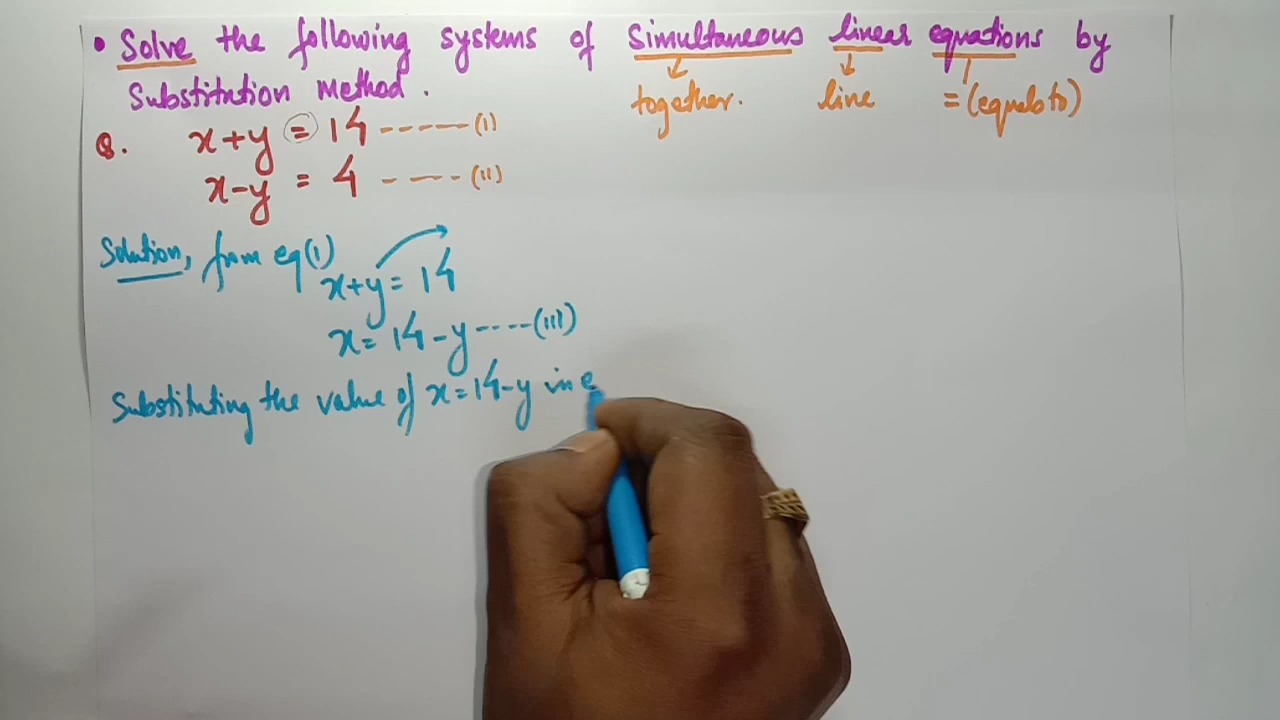 • Solve the following systems of simultaneous linear equations by
Substitution Method.
together. line =(equals to)
Q. x+y = 14 ------ (I)
x-y = 4 ----- (II)
Solution, from eq(I)
x+y = 14
x = 14 - y ---- (III)
Substituting the value of x=14-y in e